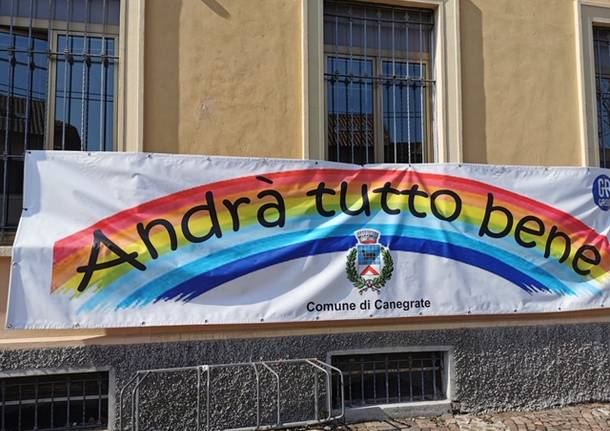 Andrà tutto bene
Comune di Canegrate